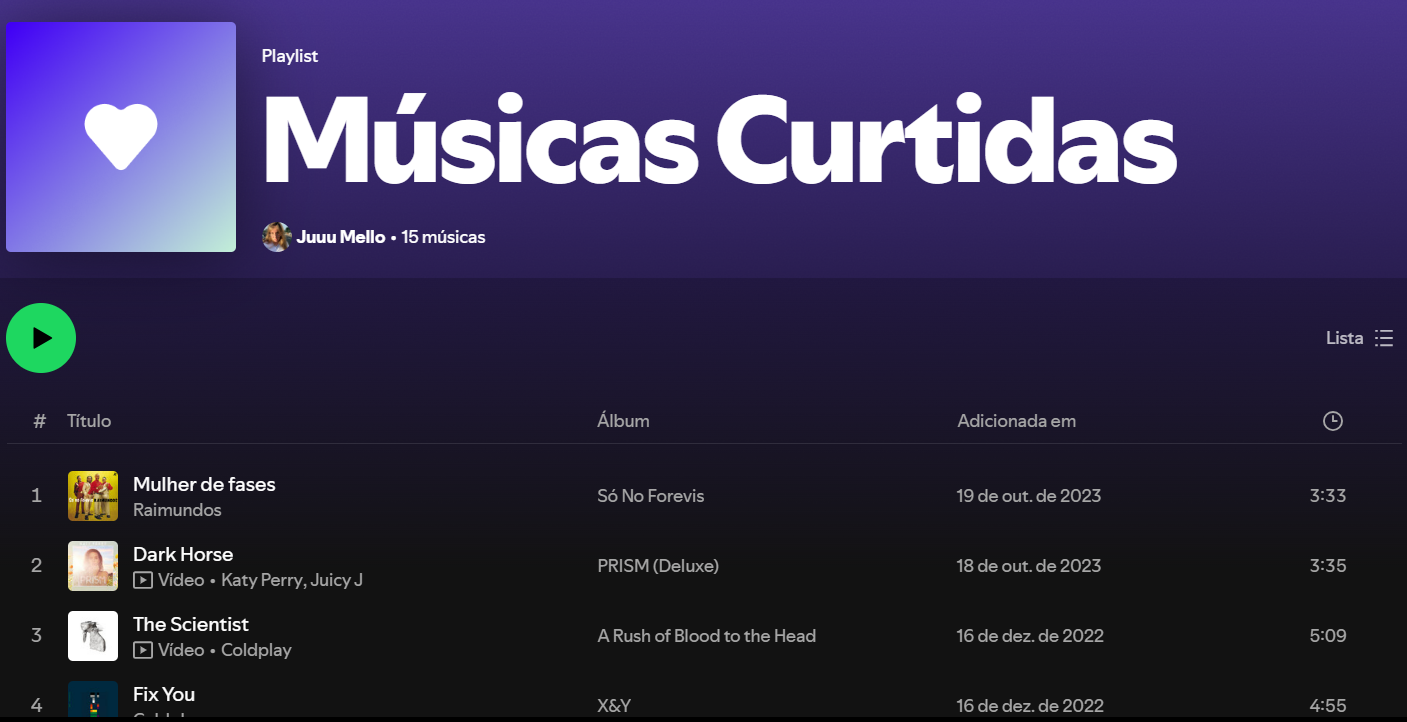 Playlist
Músicas Curtidas
Juuu Mello • 15 músicas
Lista
# Título Álbum Adicionada em
1 Mulher de fases Só No Forevis 19 de out. de 2023 3:33
Raimundos
2 Dark Horse PRISM (Deluxe) 18 de out. de 2023 3:35
Vídeo • Katy Perry, Juicy J
PRISM
3 The Scientist A Rush of Blood to the Head 16 de dez. de 2022 5:09
Vídeo • Coldplay
4 Fix You X&Y 16 de dez. de 2022 4:55